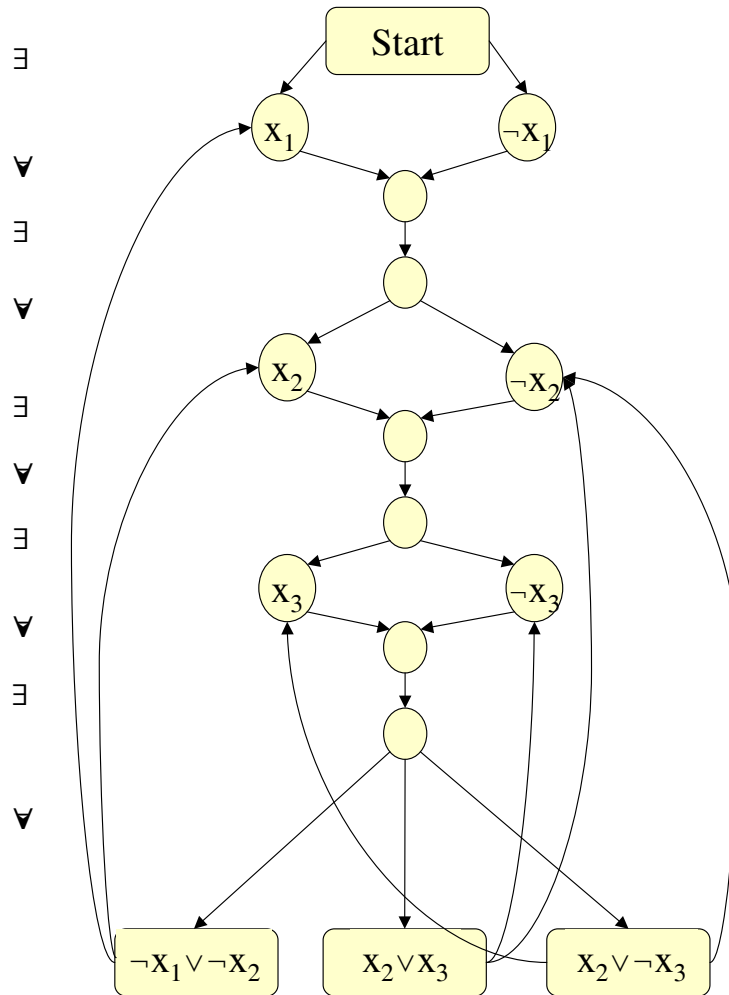 Start
∃
x₁ ¬x₁
∀
∃
∀
x₂ ¬x₂
∃
∀
∃
x₃ ¬x₃
∀
∃
∀
¬x₁∨¬x₂ x₂∨x₃ x₂∨¬x₃